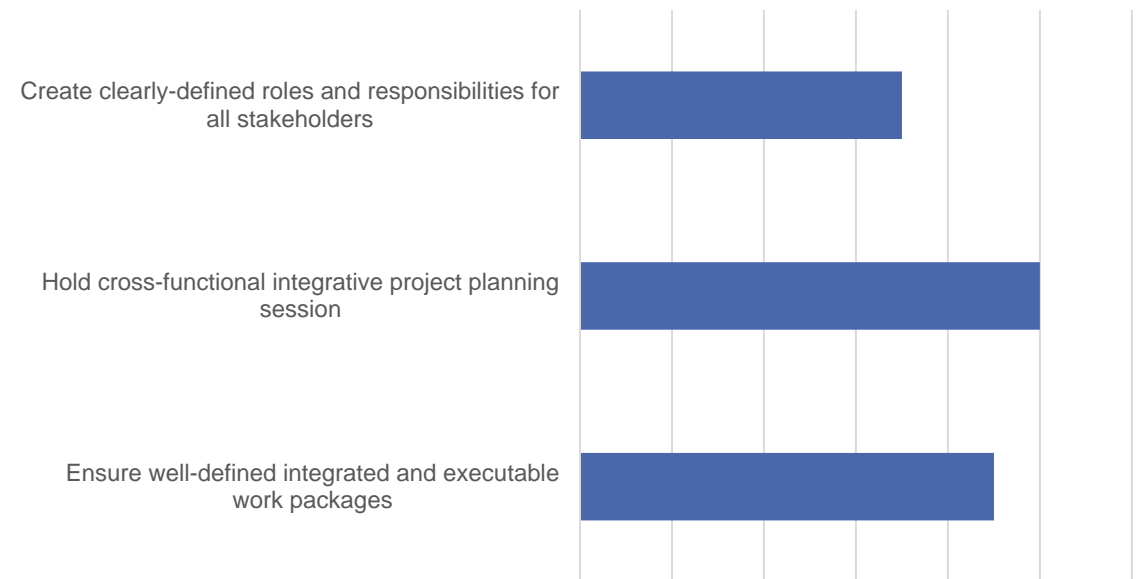 Create clearly-defined roles and responsibilities for
all stakeholders
Hold cross-functional integrative project planning
session
Ensure well-defined integrated and executable
work packages